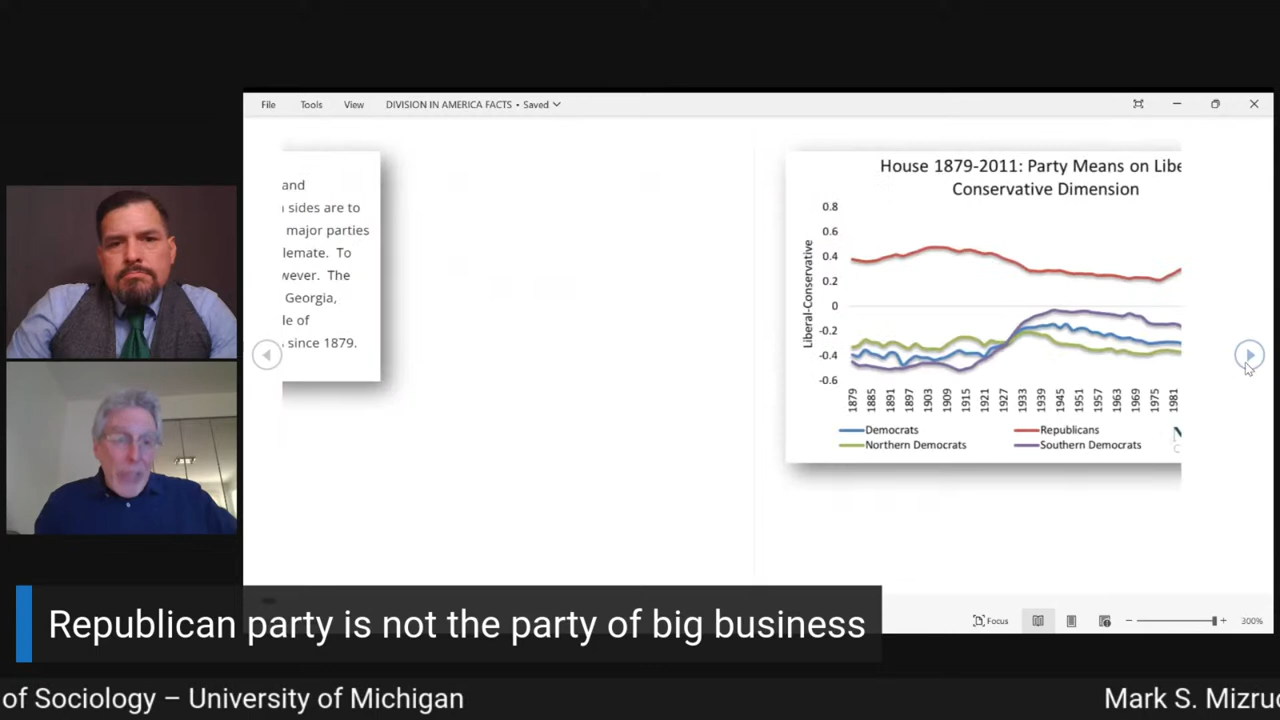 File Tools View DIVISION IN AMERICA FACTS • Saved
and
sides are to
major parties
lemate. To
wever. The
Georgia,
le of
since 1879.
House 1879-2011: Party Means on Libe
Conservative Dimension
Liberal-Conservative
0.8
0.6
0.4
0.2
0
-0.2
-0.4
-0.6
1879 1885 1891 1897 1903 1909 1915 1921 1927 1933 1939 1945 1951 1957 1963 1969 1975 1981
Democrats Republicans
Northern Democrats Southern Democrats
Focus 300%
Republican party is not the party of big business
of Sociology – University of Michigan Mark S. Mizruc